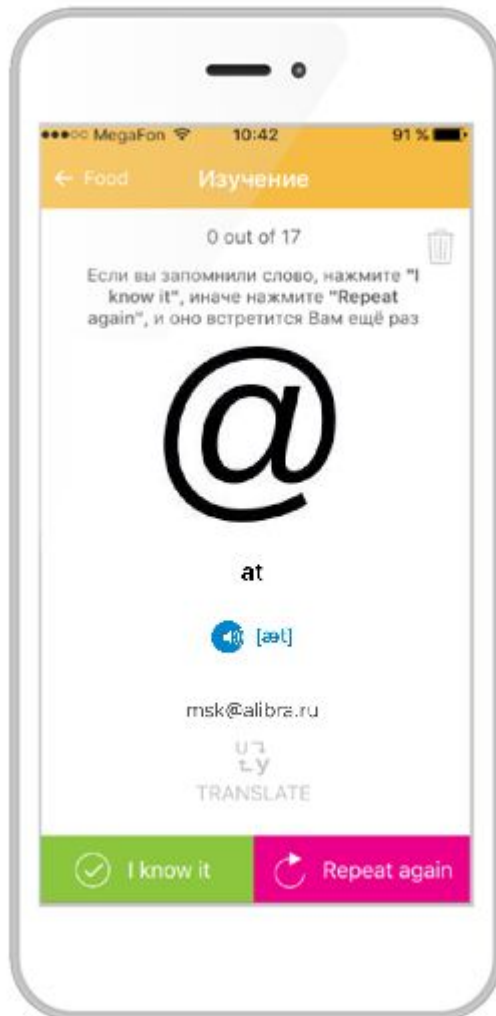 MegaFon 10:42 91 %
← Food Изучение
0 out of 17
Если вы запомнили слово, нажмите "I
know it", иначе нажмите "Repeat
again", и оно встретится Вам ещё раз
@
at
[æt]
msk@alibra.ru
TRANSLATE
I know it Repeat again